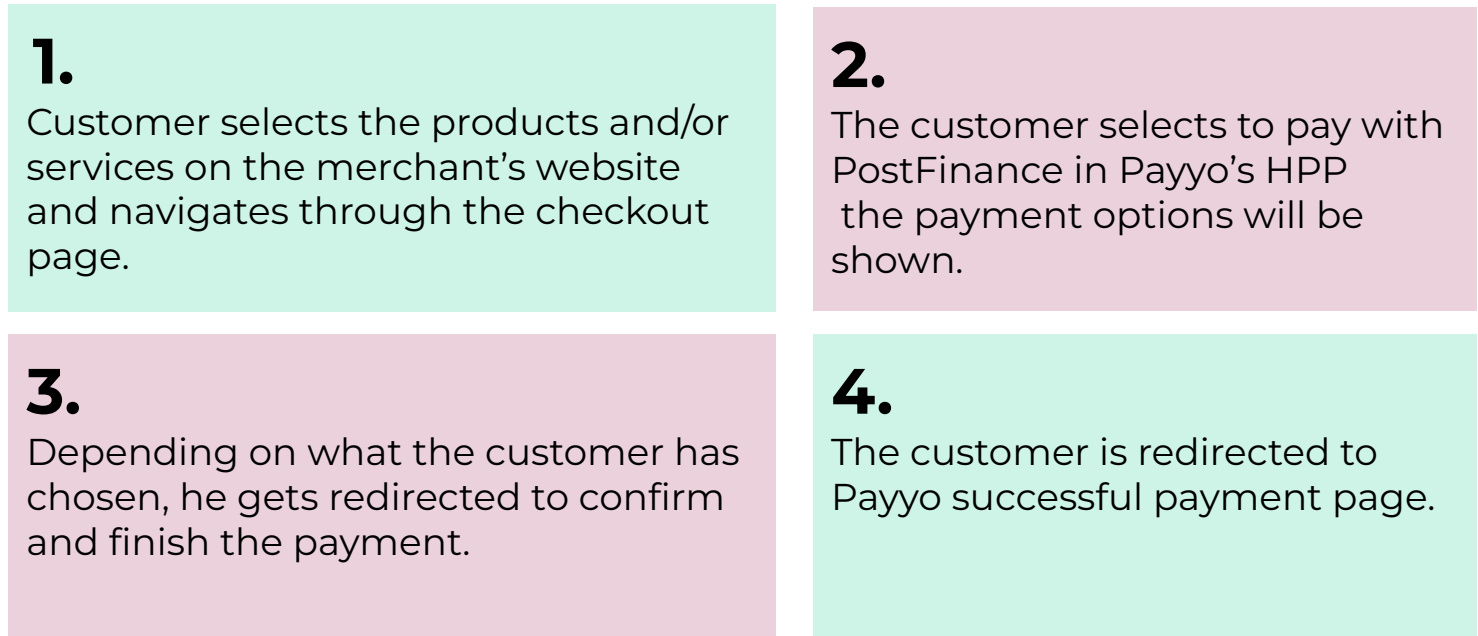 1.
Customer selects the products and/or
services on the merchant’s website
and navigates through the checkout
page.
2.
The customer selects to pay with
PostFinance in Payyo’s HPP
the payment options will be
shown.
3.
Depending on what the customer has
chosen, he gets redirected to confirm
and finish the payment.
4.
The customer is redirected to
Payyo successful payment page.